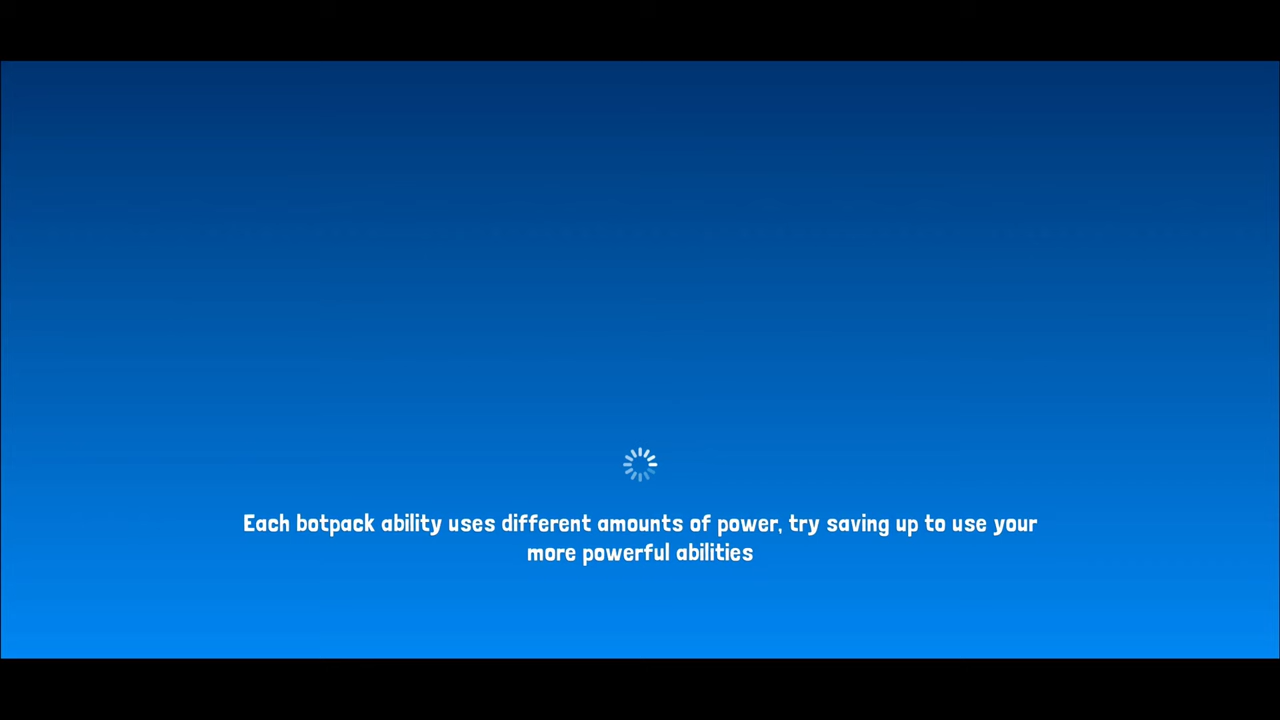 Each botpack ability uses different amounts of power, try saving up to use your
more powerful abilities